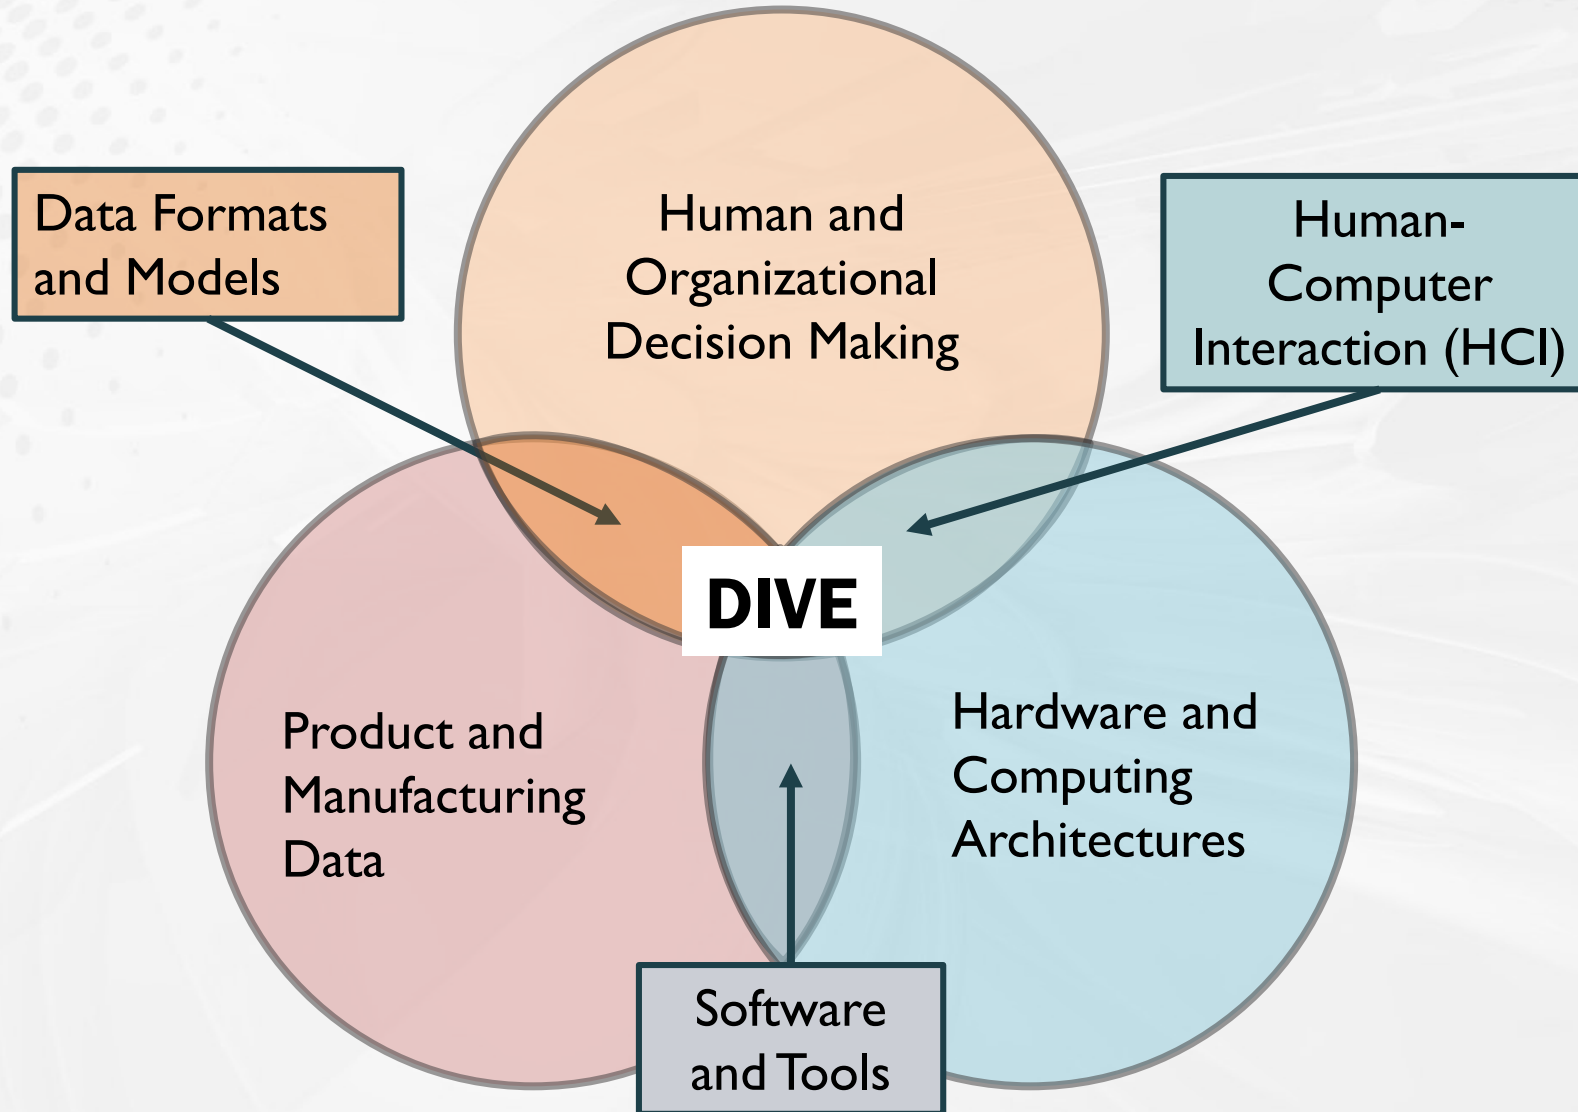 Data Formats
and Models
Human and
Organizational
Decision Making
Human-
Computer
Interaction (HCI)
DIVE
Product and
Manufacturing
Data
Hardware and
Computing
Architectures
Software
and Tools